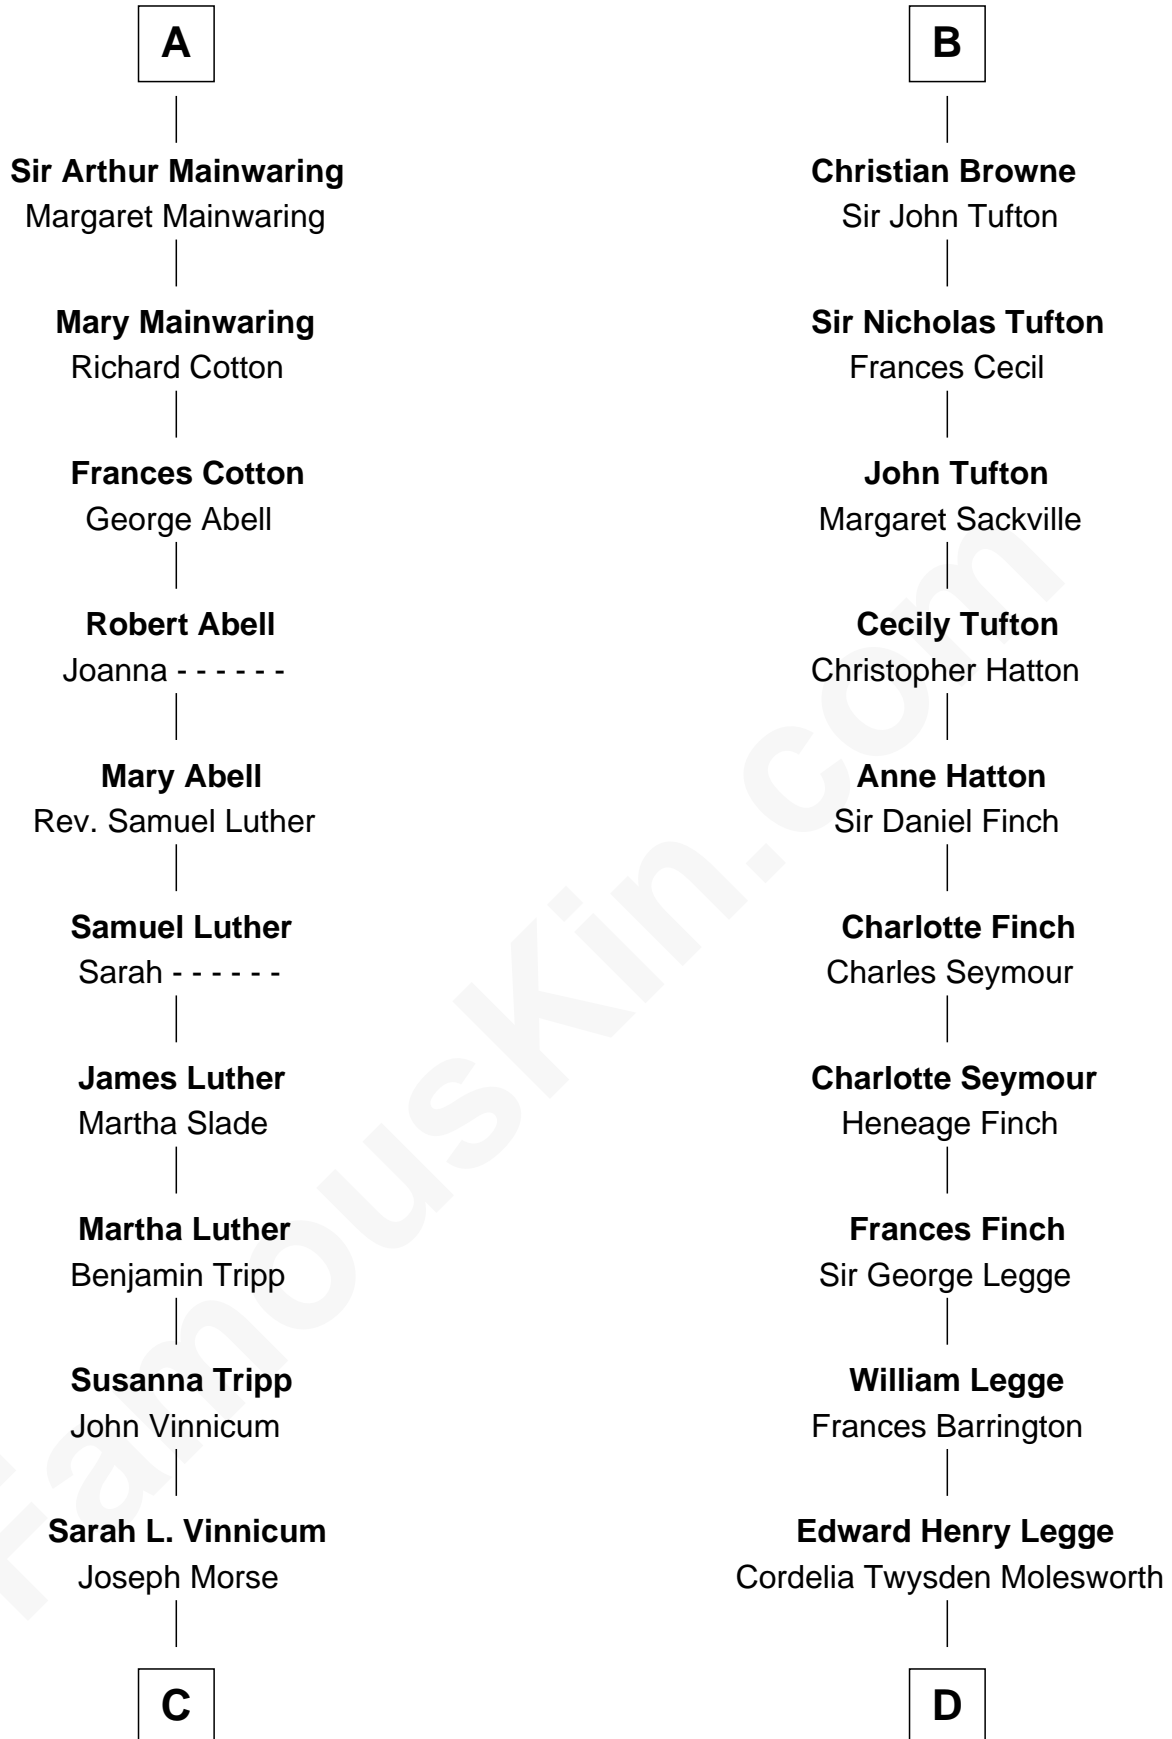 A
Sir Arthur Mainwaring
Margaret Mainwaring
Mary Mainwaring
Richard Cotton
Frances Cotton
George Abell
Robert Abell
Joanna - - - - - -
Mary Abell
Rev. Samuel Luther
Samuel Luther
Sarah - - - - - -
James Luther
Martha Slade
Martha Luther
Benjamin Tripp
Susanna Tripp
John Vinnicum
Sarah L. Vinnicum
Joseph Morse
C
B
Christian Browne
Sir John Tufton
Sir Nicholas Tufton
Frances Cecil
John Tufton
Margaret Sackville
Cecily Tufton
Christopher Hatton
Anne Hatton
Sir Daniel Finch
Charlotte Finch
Charles Seymour
Charlotte Seymour
Heneage Finch
Frances Finch
Sir George Legge
William Legge
Frances Barrington
Edward Henry Legge
Cordelia Twysden Molesworth
D
FamousKin.com